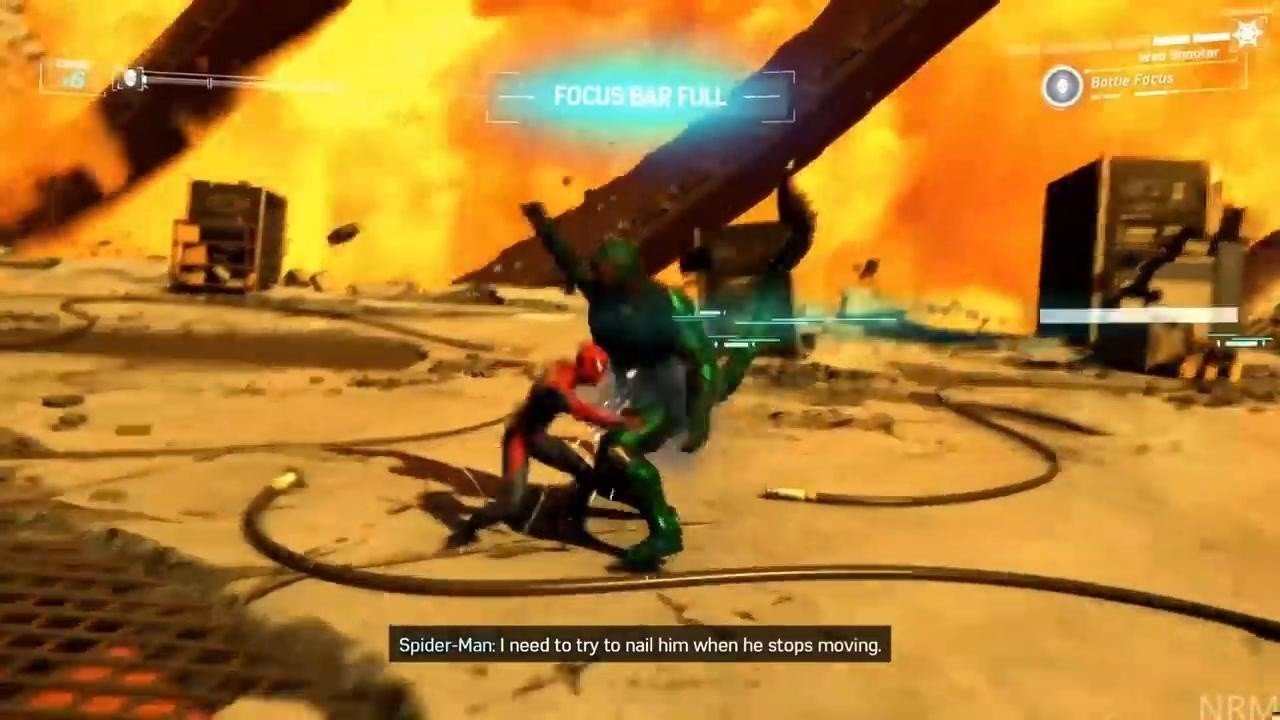 FOCUS BAR FULL
Web Shooter
Battle Focus
Spider-Man: I need to try to nail him when he stops moving.
NRM